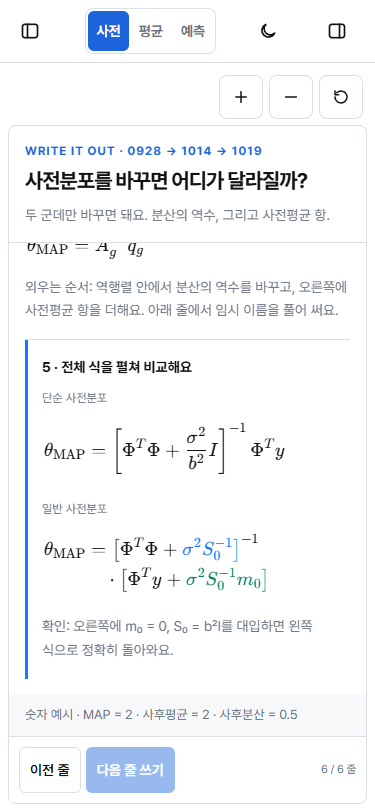 사전 평균 예측
WRITE IT OUT · 0928 → 1014 → 1019
사전분포를 바꾸면 어디가 달라질까?
두 군데만 바꾸면 돼요. 분산의 역수, 그리고 사전평균 항.
외우는 순서: 역행렬 안에서 분산의 역수를 바꾸고, 오른쪽에
사전평균 항을 더해요. 아래 줄에서 임시 이름을 풀어 써요.
5 · 전체 식을 펼쳐 비교해요
단순 사전분포
θ_MAP = [Φ^T Φ + σ²/b² I]^−1 Φ^T y
일반 사전분포
θ_MAP = [Φ^T Φ + σ² S₀^−1]^−1
· [Φ^T y + σ² S₀^−1 m₀]
확인: 오른쪽에 m₀ = 0, S₀ = b²I를 대입하면 왼쪽
식으로 정확히 돌아와요.
숫자 예시 · MAP = 2 · 사후평균 = 2 · 사후분산 = 0.5
이전 줄 다음 줄 쓰기 6 / 6 줄